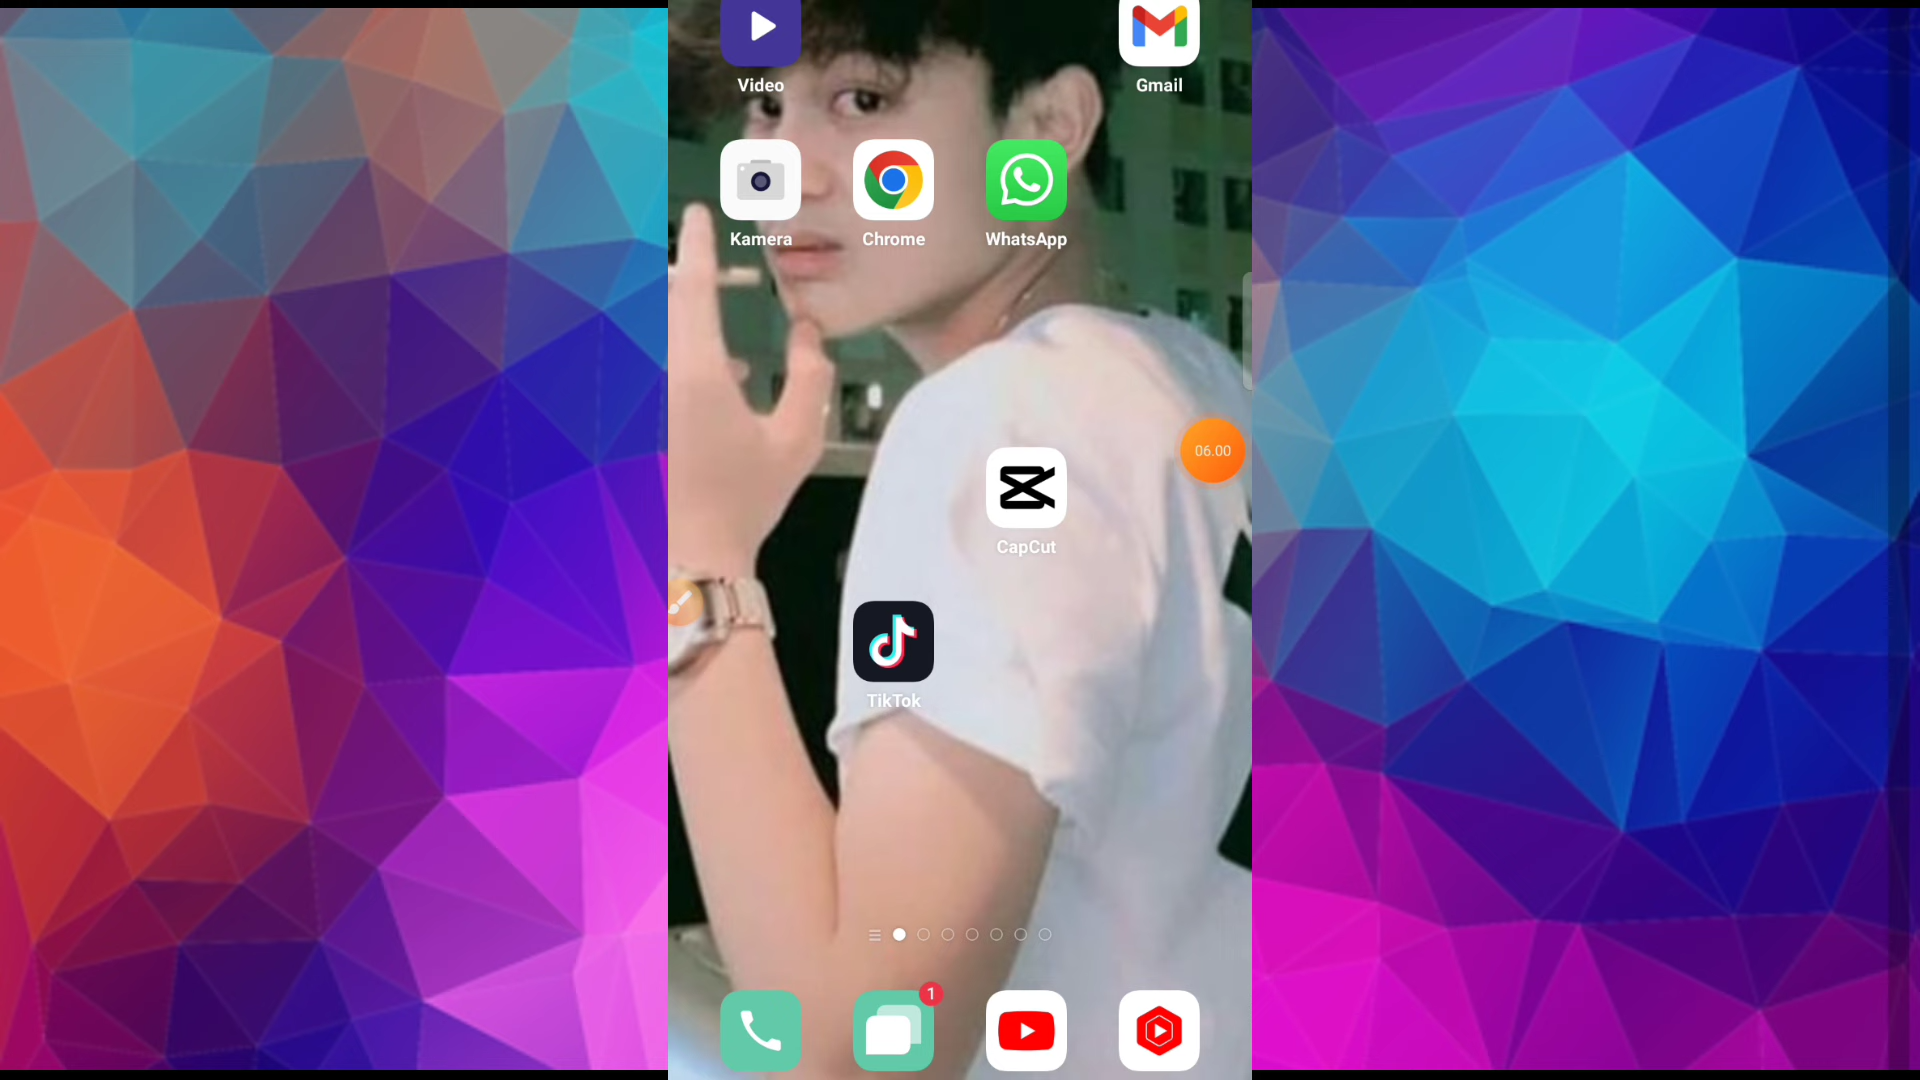 Video
Gmail
Kamera
Chrome
WhatsApp
06.00
CapCut
TikTok
1